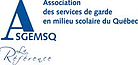 Association
des services de garde
en milieu scolaire du Québec
ASGEMSQ
La
Référence